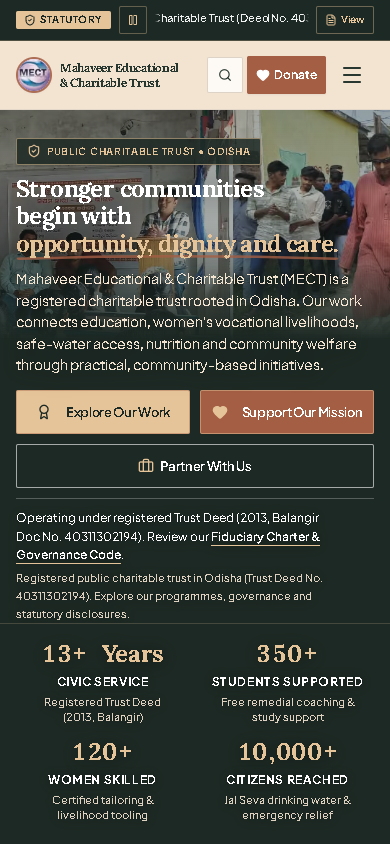 STATUTORY
Charitable Trust (Deed No. 40
View
MECT
Mahaveer Educational
& Charitable Trust
Donate
PUBLIC CHARITABLE TRUST • ODISHA
Stronger communities
begin with
opportunity, dignity and care.
Mahaveer Educational & Charitable Trust (MECT) is a
registered charitable trust rooted in Odisha. Our work
connects education, women's vocational livelihoods,
safe-water access, nutrition and community welfare
through practical, community-based initiatives.
Explore Our Work
Support Our Mission
Partner With Us
Operating under registered Trust Deed (2013, Balangir
Doc No. 40311302194). Review our Fiduciary Charter &
Governance Code.
Registered public charitable trust in Odisha (Trust Deed No.
40311302194). Explore our programmes, governance and
statutory disclosures.
13+ Years
CIVIC SERVICE
Registered Trust Deed
(2013, Balangir)
350+
STUDENTS SUPPORTED
Free remedial coaching &
study support
120+
WOMEN SKILLED
Certified tailoring &
livelihood tooling
10,000+
CITIZENS REACHED
Jal Seva drinking water &
emergency relief